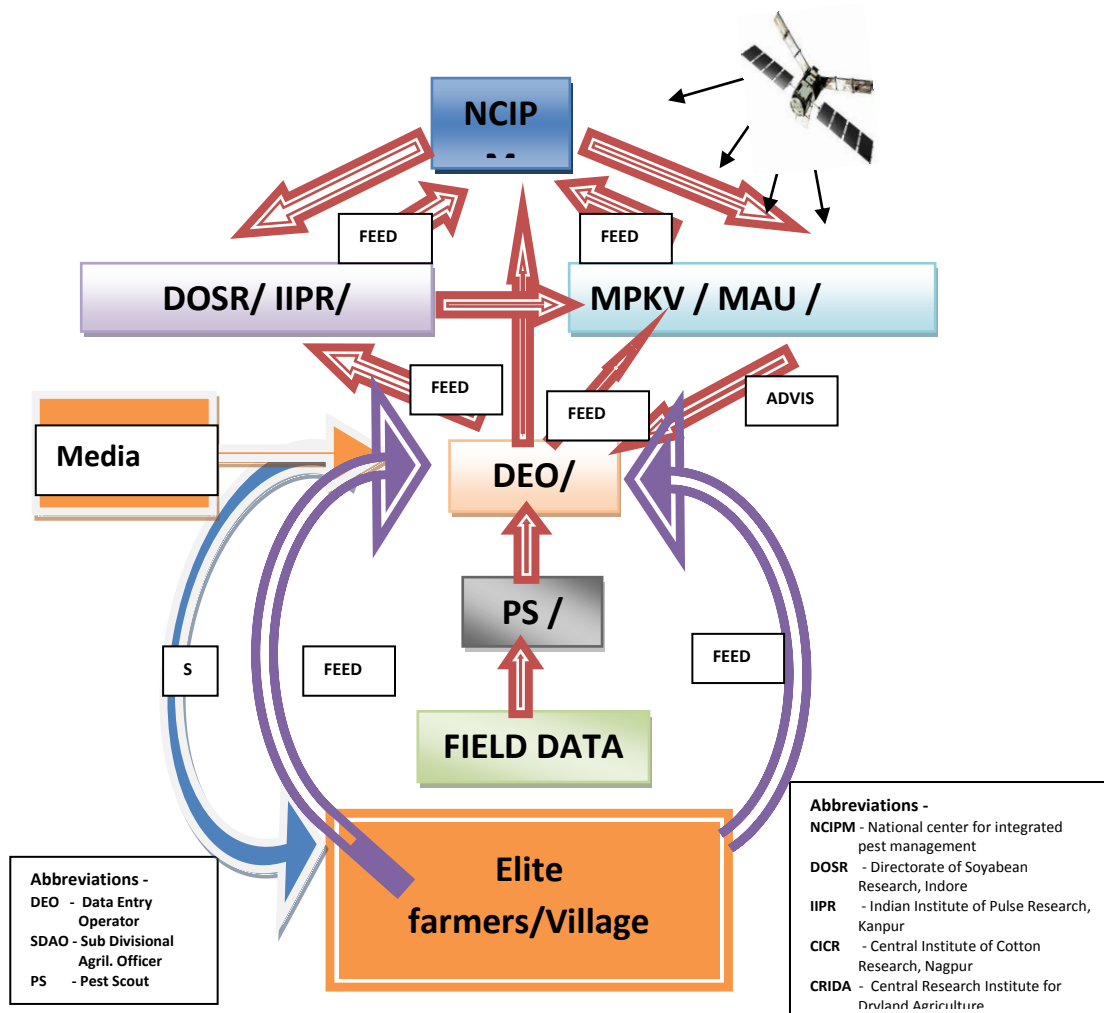 NCIP
FEED
FEED
DOSR/ IIPR/
MPKV / MAU /
FEED
FEED
ADVIS
Media
DEO/
PS /
S
FEED
FEED
FIELD DATA
Elite
farmers/Village
Abbreviations -
DEO - Data Entry
Operator
SDAO - Sub Divisional
Agril. Officer
PS - Pest Scout
Abbreviations -
NCIPM - National center for integrated
pest management
DOSR - Directorate of Soyabean
Research, Indore
IIPR - Indian Institute of Pulse Research,
Kanpur
CICR - Central Institute of Cotton
Research, Nagpur
CRIDA - Central Research Institute for
Dryland Agriculture